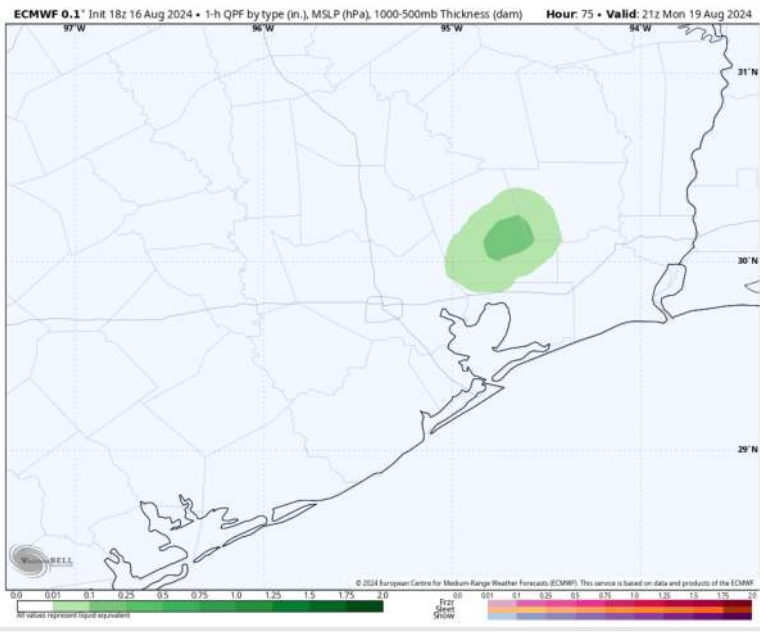 ECMWF 0.1° Init 18z 16 Aug 2024 • 1-h QPF by type (in.), MSLP (hPa), 1000-500mb Thickness (dam) Hour: 75 • Valid: 21z Mon 19 Aug 2024
97°W 96°W 95°W 94°W
31°N
30°N
29°N
WeatherBELL
© 2024 European Centre for Medium-Range Weather Forecasts (ECMWF). This service is based on data and products of the ECMWF
0.0 0.01 0.1 0.25 0.5 0.75 1.0 1.25 1.5 1.75 2.0
0.0 0.01 0.1 0.25 0.5 0.75 1.0 1.25 1.5 1.75 2.0
All values represent liquid equivalent
Frzr
Sleet
Snow